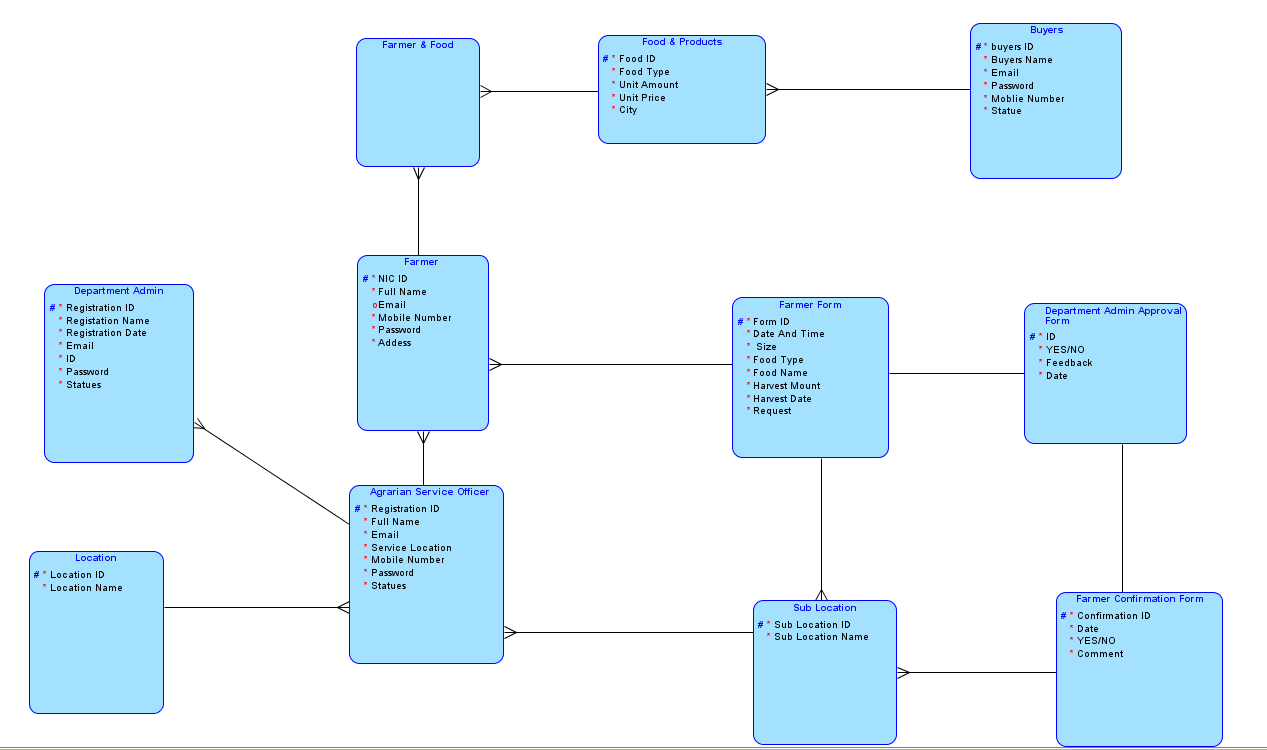 Farmer & Food
Food & Products
# * Food ID
* Food Type
* Unit Amount
* Unit Price
* City
Buyers
# * buyers ID
* Buyers Name
* Email
* Password
* Moblie Number
* Statue
Department Admin
# * Registration ID
* Registation Name
* Registration Date
* Email
* ID
* Password
* Statues
Farmer
# * NIC ID
* Full Name
o Email
* Mobile Number
* Password
* Addess
Farmer Form
# * Form ID
* Date And Time
* Size
* Food Type
* Food Name
* Harvest Mount
* Harvest Date
* Request
Department Admin Approval
Form
# * ID
* YES/NO
* Feedback
* Date
Agrarian Service Officer
# * Registration ID
* Full Name
* Email
* Service Location
* Mobile Number
* Password
* Statues
Location
# * Location ID
* Location Name
Sub Location
# * Sub Location ID
* Sub Location Name
Farmer Confirmation Form
# * Confirmation ID
* Date
* YES/NO
* Comment